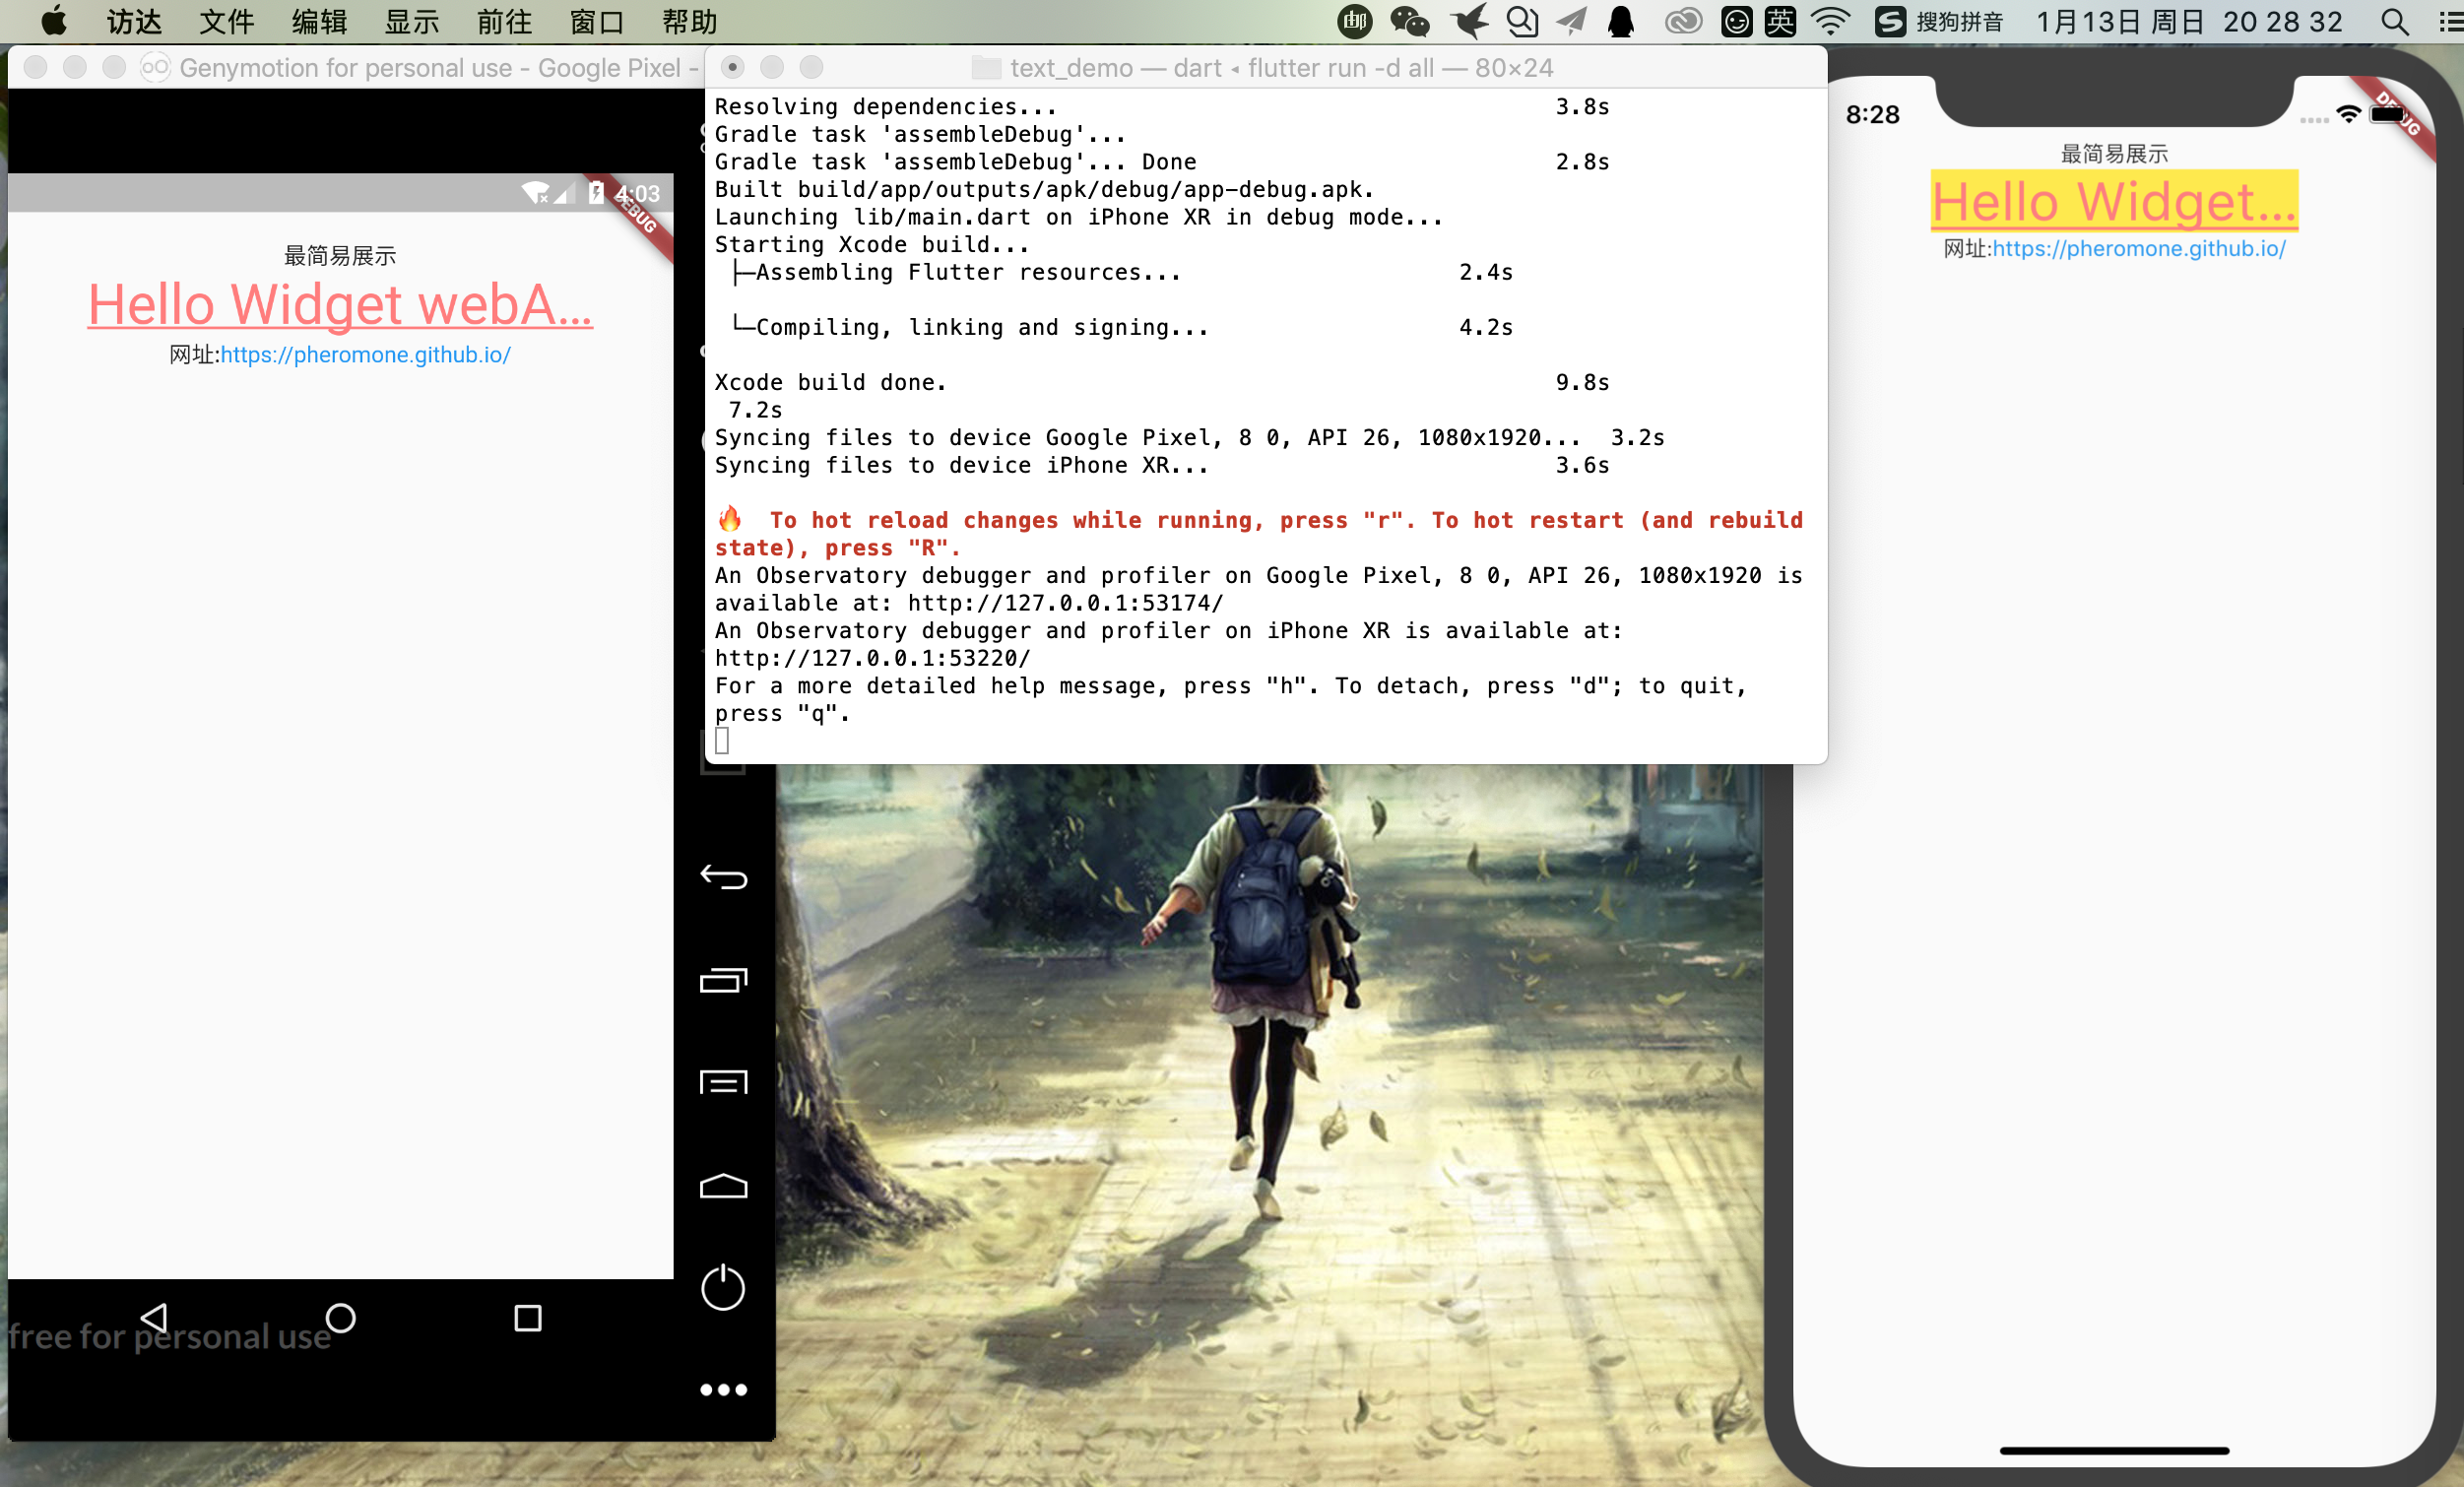 访达 文件 编辑 显示 前往 窗口 帮助
邮 英 S 搜狗拼音 1月13日 周日 20 28 32
Genymotion for personal use - Google Pixel -
4:03
DEBUG
最简易展示
Hello Widget webA...
网址:https://pheromone.github.io/
free for personal use
text_demo — dart ◂ flutter run -d all — 80×24
Resolving dependencies... 3.8s
Gradle task 'assembleDebug'...
Gradle task 'assembleDebug'... Done 2.8s
Built build/app/outputs/apk/debug/app-debug.apk.
Launching lib/main.dart on iPhone XR in debug mode...
Starting Xcode build...
├─Assembling Flutter resources... 2.4s
└─Compiling, linking and signing... 4.2s
Xcode build done. 9.8s
7.2s
Syncing files to device Google Pixel, 8 0, API 26, 1080x1920... 3.2s
Syncing files to device iPhone XR... 3.6s
🔥 To hot reload changes while running, press "r". To hot restart (and rebuild
state), press "R".
An Observatory debugger and profiler on Google Pixel, 8 0, API 26, 1080x1920 is
available at: http://127.0.0.1:53174/
An Observatory debugger and profiler on iPhone XR is available at:
http://127.0.0.1:53220/
For a more detailed help message, press "h". To detach, press "d"; to quit,
press "q".
8:28
DEBUG
最简易展示
Hello Widget...
网址:https://pheromone.github.io/